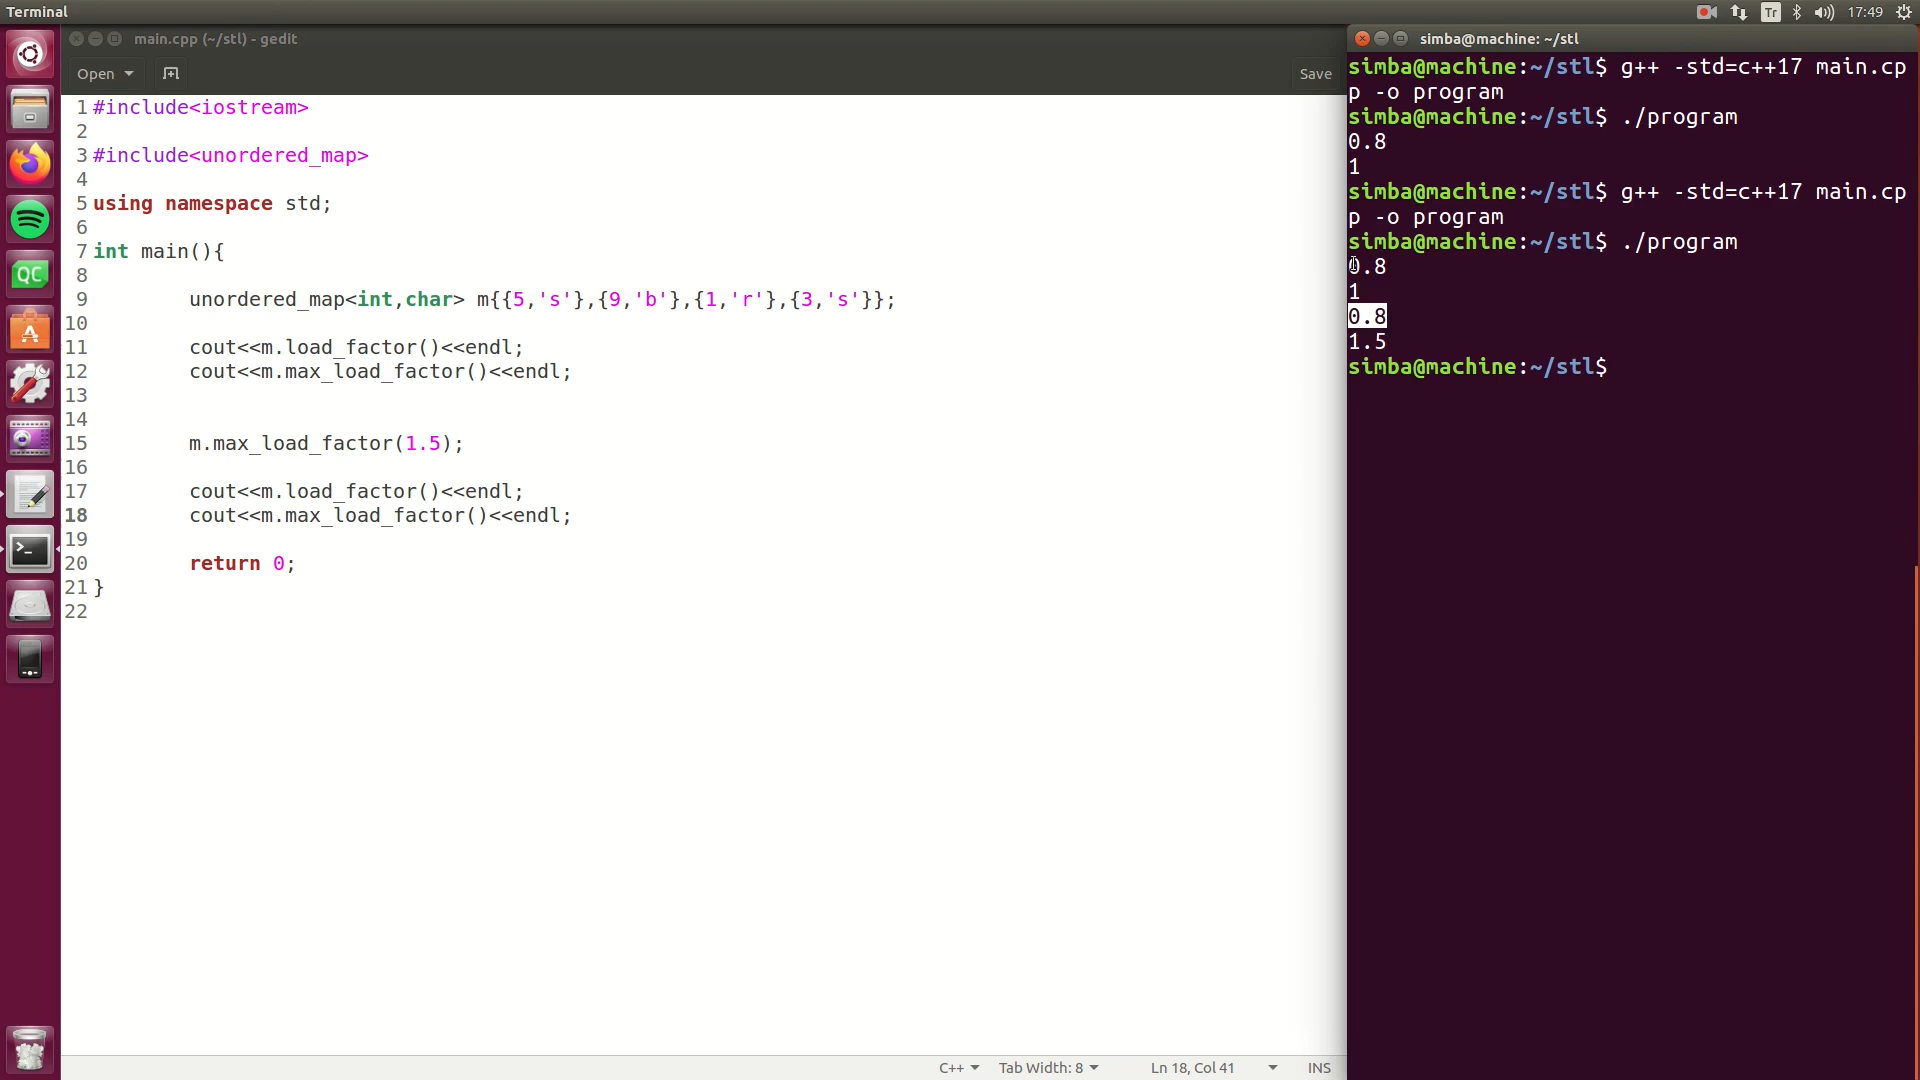 Terminal
Tr
17:49
main.cpp (~/stl) - gedit
Open
Save
1 #include<iostream>
2
3 #include<unordered_map>
4
5 using namespace std;
6
7 int main(){
8
9 unordered_map<int,char> m{{5,'s'},{9,'b'},{1,'r'},{3,'s'}};
10
11 cout<<m.load_factor()<<endl;
12 cout<<m.max_load_factor()<<endl;
13
14
15 m.max_load_factor(1.5);
16
17 cout<<m.load_factor()<<endl;
18 cout<<m.max_load_factor()<<endl;
19
20 return 0;
21 }
22
C++
Tab Width: 8
Ln 18, Col 41
INS
simba@machine: ~/stl
simba@machine:~/stl$ g++ -std=c++17 main.cp
p -o program
simba@machine:~/stl$ ./program
0.8
1
simba@machine:~/stl$ g++ -std=c++17 main.cp
p -o program
simba@machine:~/stl$ ./program
0.8
1
0.8
1.5
simba@machine:~/stl$
QC
A
>_